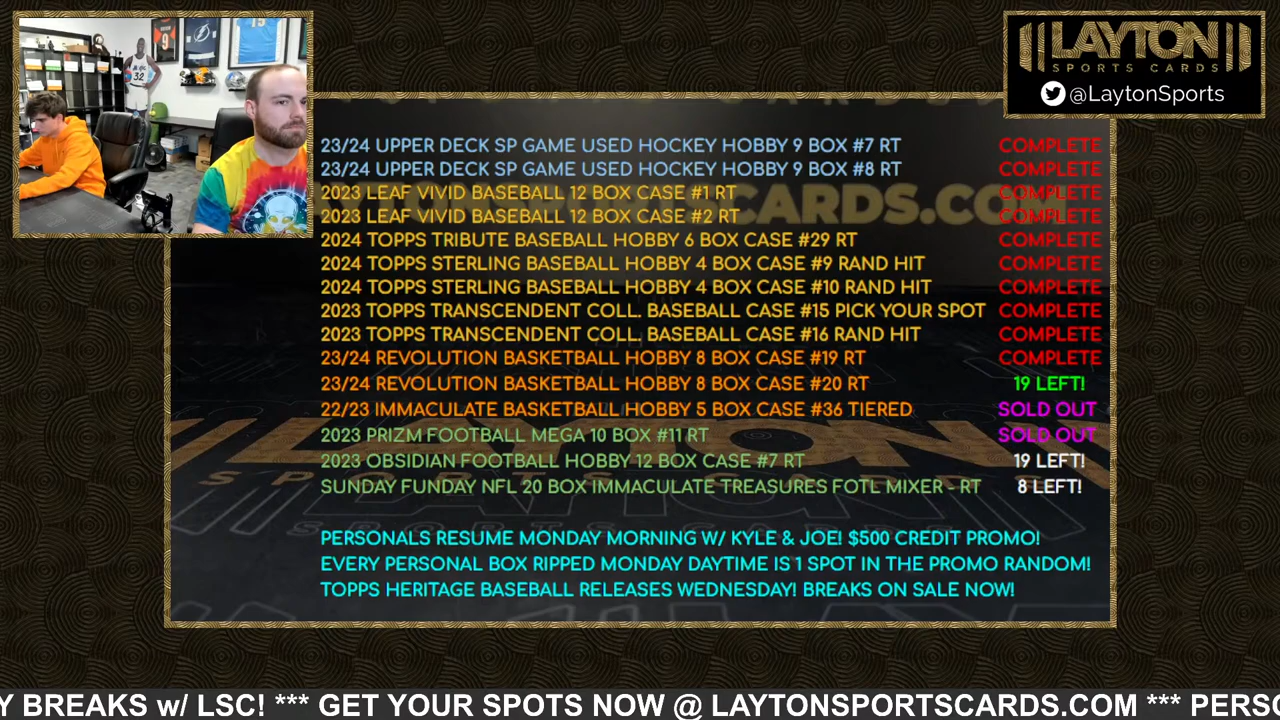 LAYTON
SPORTS CARDS
@LaytonSports
23/24 UPPER DECK SP GAME USED HOCKEY HOBBY 9 BOX #7 RT COMPLETE
23/24 UPPER DECK SP GAME USED HOCKEY HOBBY 9 BOX #8 RT COMPLETE
2023 LEAF VIVID BASEBALL 12 BOX CASE #1 RT COMPLETE
2023 LEAF VIVID BASEBALL 12 BOX CASE #2 RT COMPLETE
2024 TOPPS TRIBUTE BASEBALL HOBBY 6 BOX CASE #29 RT COMPLETE
2024 TOPPS STERLING BASEBALL HOBBY 4 BOX CASE #9 RAND HIT COMPLETE
2024 TOPPS STERLING BASEBALL HOBBY 4 BOX CASE #10 RAND HIT COMPLETE
2023 TOPPS TRANSCENDENT COLL. BASEBALL CASE #15 PICK YOUR SPOT COMPLETE
2023 TOPPS TRANSCENDENT COLL. BASEBALL CASE #16 RAND HIT COMPLETE
23/24 REVOLUTION BASKETBALL HOBBY 8 BOX CASE #19 RT COMPLETE
23/24 REVOLUTION BASKETBALL HOBBY 8 BOX CASE #20 RT 19 LEFT!
22/23 IMMACULATE BASKETBALL HOBBY 5 BOX CASE #36 TIERED SOLD OUT
2023 PRIZM FOOTBALL MEGA 10 BOX #11 RT SOLD OUT
2023 OBSIDIAN FOOTBALL HOBBY 12 BOX CASE #7 RT 19 LEFT!
SUNDAY FUNDAY NFL 20 BOX IMMACULATE TREASURES FOTL MIXER - RT 8 LEFT!
PERSONALS RESUME MONDAY MORNING W/ KYLE & JOE! $500 CREDIT PROMO!
EVERY PERSONAL BOX RIPPED MONDAY DAYTIME IS 1 SPOT IN THE PROMO RANDOM!
TOPPS HERITAGE BASEBALL RELEASES WEDNESDAY! BREAKS ON SALE NOW!
Y BREAKS w/ LSC! *** GET YOUR SPOTS NOW @ LAYTONSPORTSCARDS.COM *** PERSO